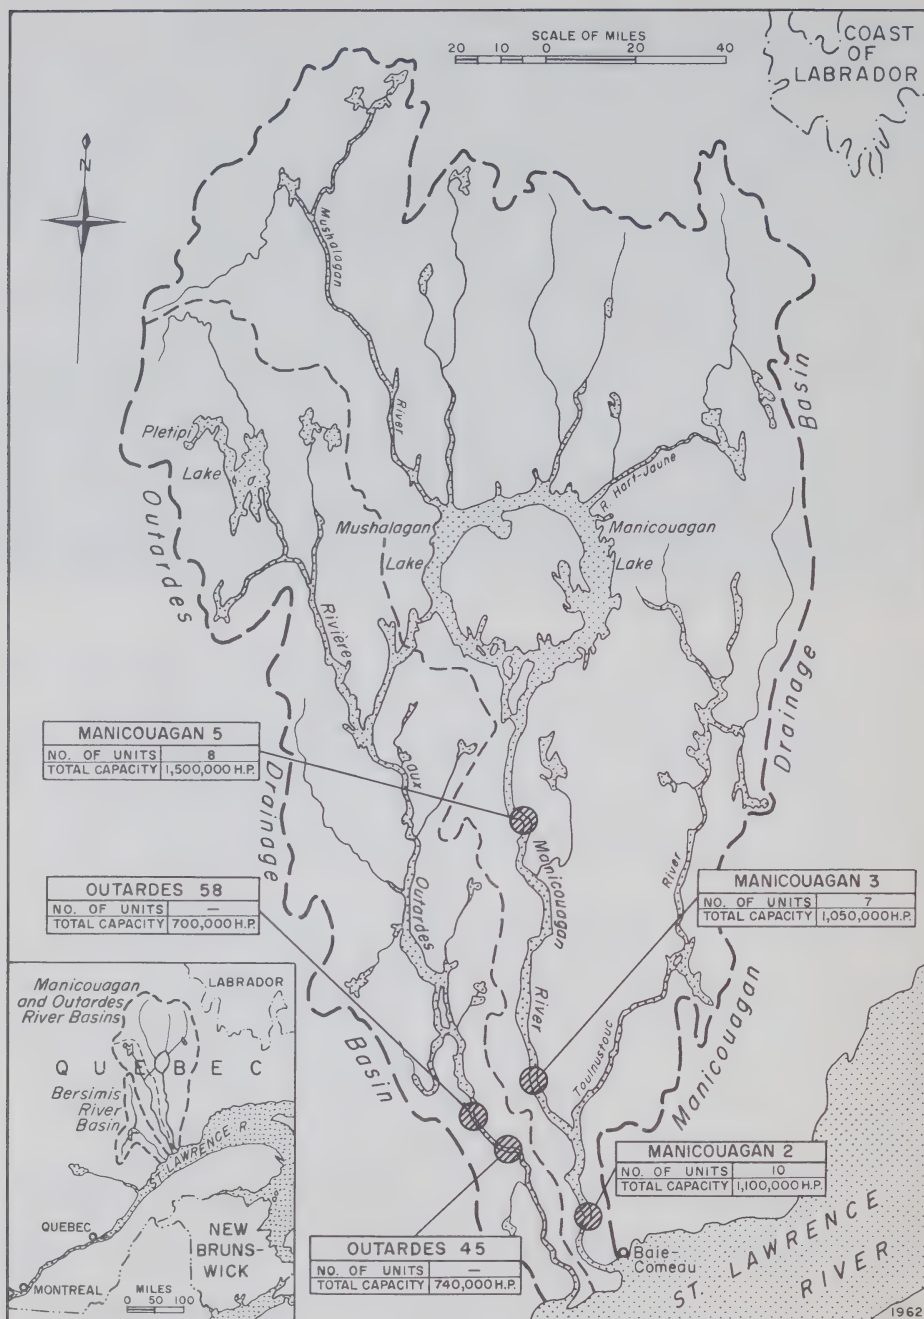 SCALE OF MILES
20 10 0 20 40
COAST
OF
LABRADOR
N
Mushalagan
River
Basin
Pletipi
Lake
Outardes
R. Hart-Jaune
Mushalagan
Lake
Manicouagan
Lake
Rivière
Drainage
MANICOUAGAN 5
NO. OF UNITS 8
TOTAL CAPACITY 1,500,000 H.P.
aux
Drainage
Manicouagan
River
OUTARDES 58
NO. OF UNITS —
TOTAL CAPACITY 700,000 H.P.
Outardes
River
MANICOUAGAN 3
NO. OF UNITS 7
TOTAL CAPACITY 1,050,000 H.P.
Basin
Toulnustouc
Manicouagan
Manicouagan
and Outardes
River Basins
LABRADOR
QUEBEC
Bersimis
River
Basin
ST. LAWRENCE R.
QUEBEC
NEW
BRUNS-
WICK
MONTREAL
MILES
0 50 100
MANICOUAGAN 2
NO. OF UNITS 10
TOTAL CAPACITY 1,100,000 H.P.
OUTARDES 45
NO. OF UNITS —
TOTAL CAPACITY 740,000 H.P.
Baie-
Comeau
ST. LAWRENCE
RIVER
1962